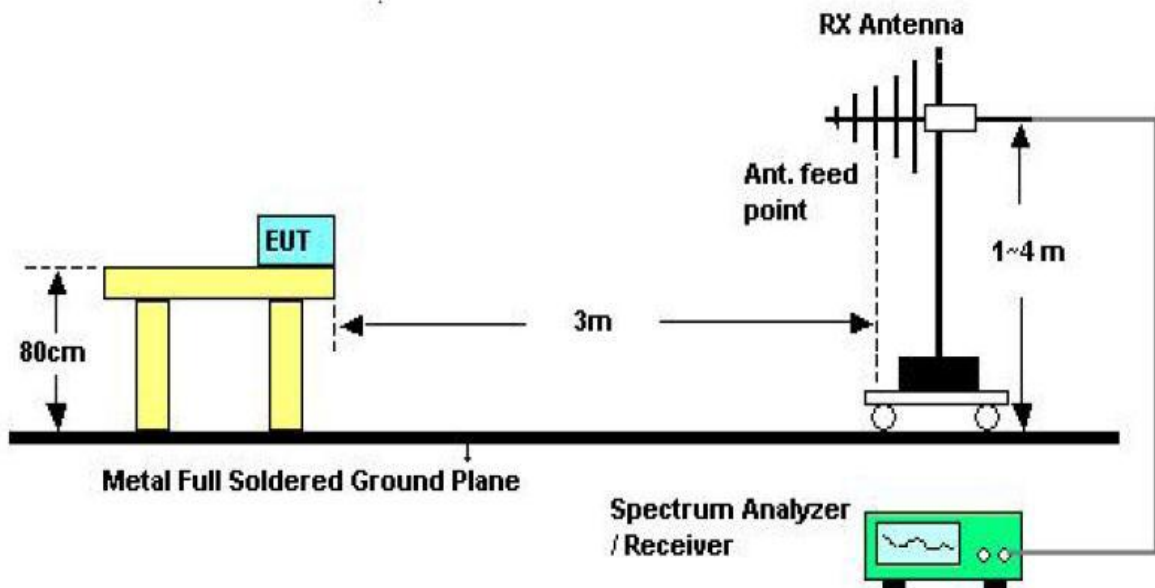 RX Antenna
Ant. feed
point
EUT
1~4 m
3m
80cm
Metal Full Soldered Ground Plane
Spectrum Analyzer
/ Receiver